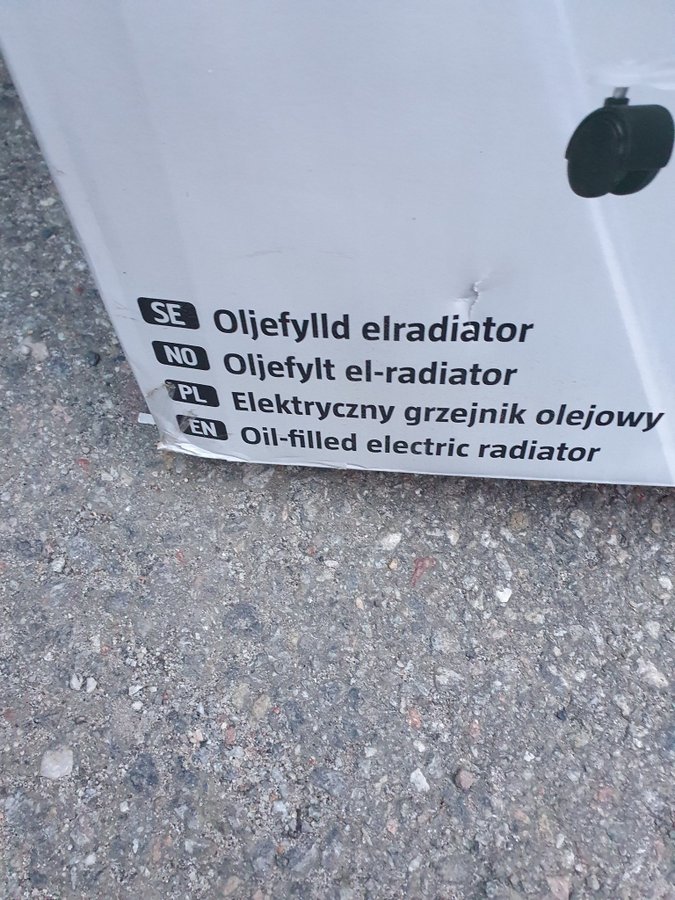 SE Oljefylld elradiator
NO Oljefylt el-radiator
PL Elektryczny grzejnik olejowy
EN Oil-filled electric radiator